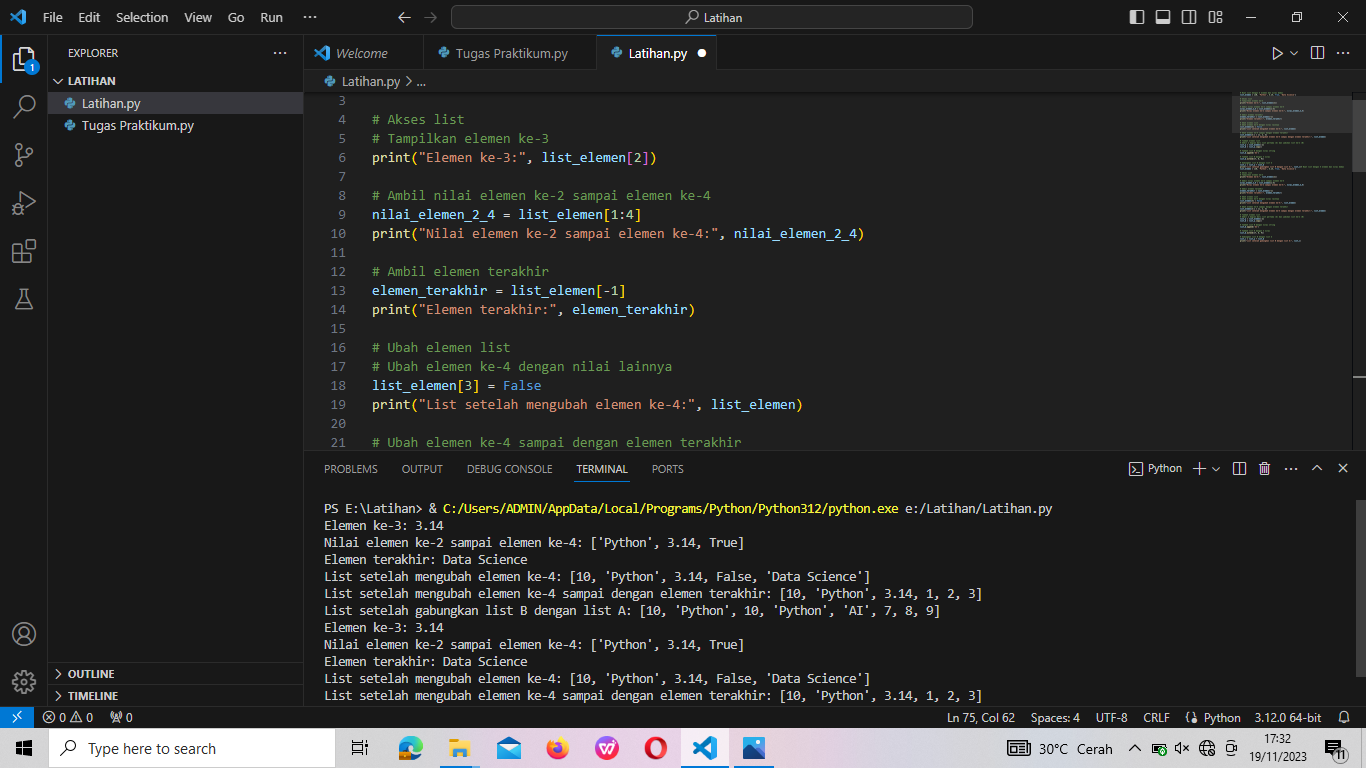 File Edit Selection View Go Run ··· Latihan
EXPLORER ···
Welcome Tugas Praktikum.py Latihan.py
LATIHAN
Latihan.py
Tugas Praktikum.py
OUTLINE
TIMELINE
1
Latihan.py > ...
3
4 # Akses list
5 # Tampilkan elemen ke-3
6 print("Elemen ke-3:", list_elemen[2])
7
8 # Ambil nilai elemen ke-2 sampai elemen ke-4
9 nilai_elemen_2_4 = list_elemen[1:4]
10 print("Nilai elemen ke-2 sampai elemen ke-4:", nilai_elemen_2_4)
11
12 # Ambil elemen terakhir
13 elemen_terakhir = list_elemen[-1]
14 print("Elemen terakhir:", elemen_terakhir)
15
16 # Ubah elemen list
17 # Ubah elemen ke-4 dengan nilai lainnya
18 list_elemen[3] = False
19 print("List setelah mengubah elemen ke-4:", list_elemen)
20
21 # Ubah elemen ke-4 sampai dengan elemen terakhir
PROBLEMS OUTPUT DEBUG CONSOLE TERMINAL PORTS Python
PS E:\Latihan> & C:/Users/ADMIN/AppData/Local/Programs/Python/Python312/python.exe e:/Latihan/Latihan.py
Elemen ke-3: 3.14
Nilai elemen ke-2 sampai elemen ke-4: ['Python', 3.14, True]
Elemen terakhir: Data Science
List setelah mengubah elemen ke-4: [10, 'Python', 3.14, False, 'Data Science']
List setelah mengubah elemen ke-4 sampai dengan elemen terakhir: [10, 'Python', 3.14, 1, 2, 3]
List setelah gabungkan list B dengan list A: [10, 'Python', 10, 'Python', 'AI', 7, 8, 9]
Elemen ke-3: 3.14
Nilai elemen ke-2 sampai elemen ke-4: ['Python', 3.14, True]
Elemen terakhir: Data Science
List setelah mengubah elemen ke-4: [10, 'Python', 3.14, False, 'Data Science']
List setelah mengubah elemen ke-4 sampai dengan elemen terakhir: [10, 'Python', 3.14, 1, 2, 3]
0 0 0 Ln 75, Col 62 Spaces: 4 UTF-8 CRLF Python 3.12.0 64-bit
Type here to search 30°C Cerah 17:32
19/11/2023
11